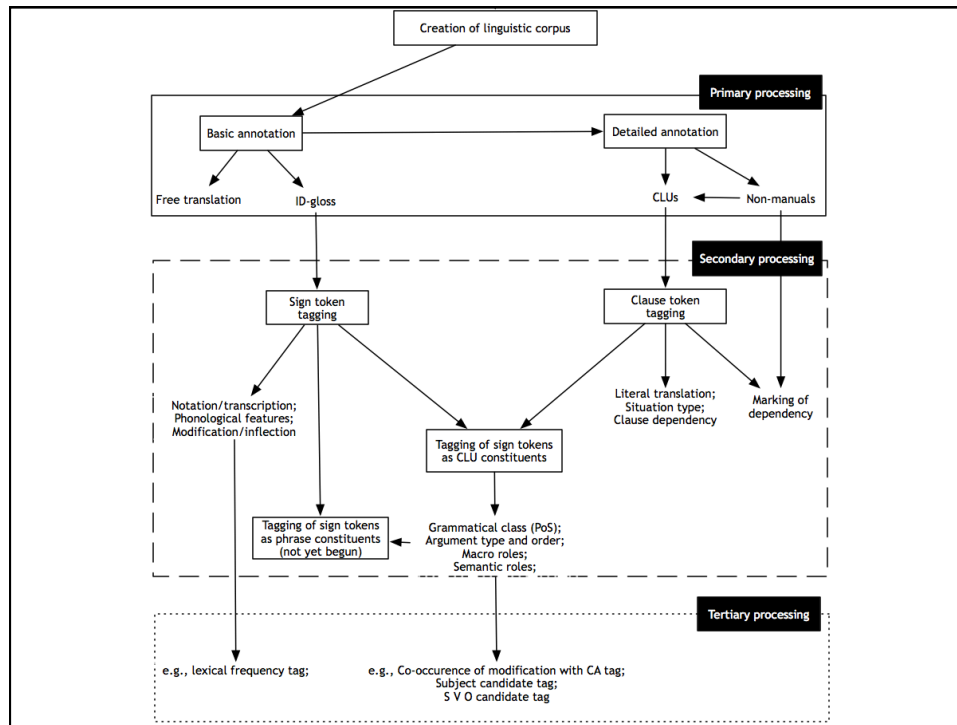 Creation of linguistic corpus
Primary processing
Basic annotation
Detailed annotation
Free translation
ID-gloss
CLUs
Non-manuals
Secondary processing
Sign token
tagging
Clause token
tagging
Notation/transcription;
Phonological features;
Modification/inflection
Literal translation;
Situation type;
Clause dependency
Marking of
dependency
Tagging of sign tokens
as CLU constituents
Tagging of sign tokens
as phrase constituents
(not yet begun)
Grammatical class (PoS);
Argument type and order;
Macro roles;
Semantic roles;
Tertiary processing
e.g., lexical frequency tag;
e.g., Co-occurence of modification with CA tag;
Subject candidate tag;
S V O candidate tag